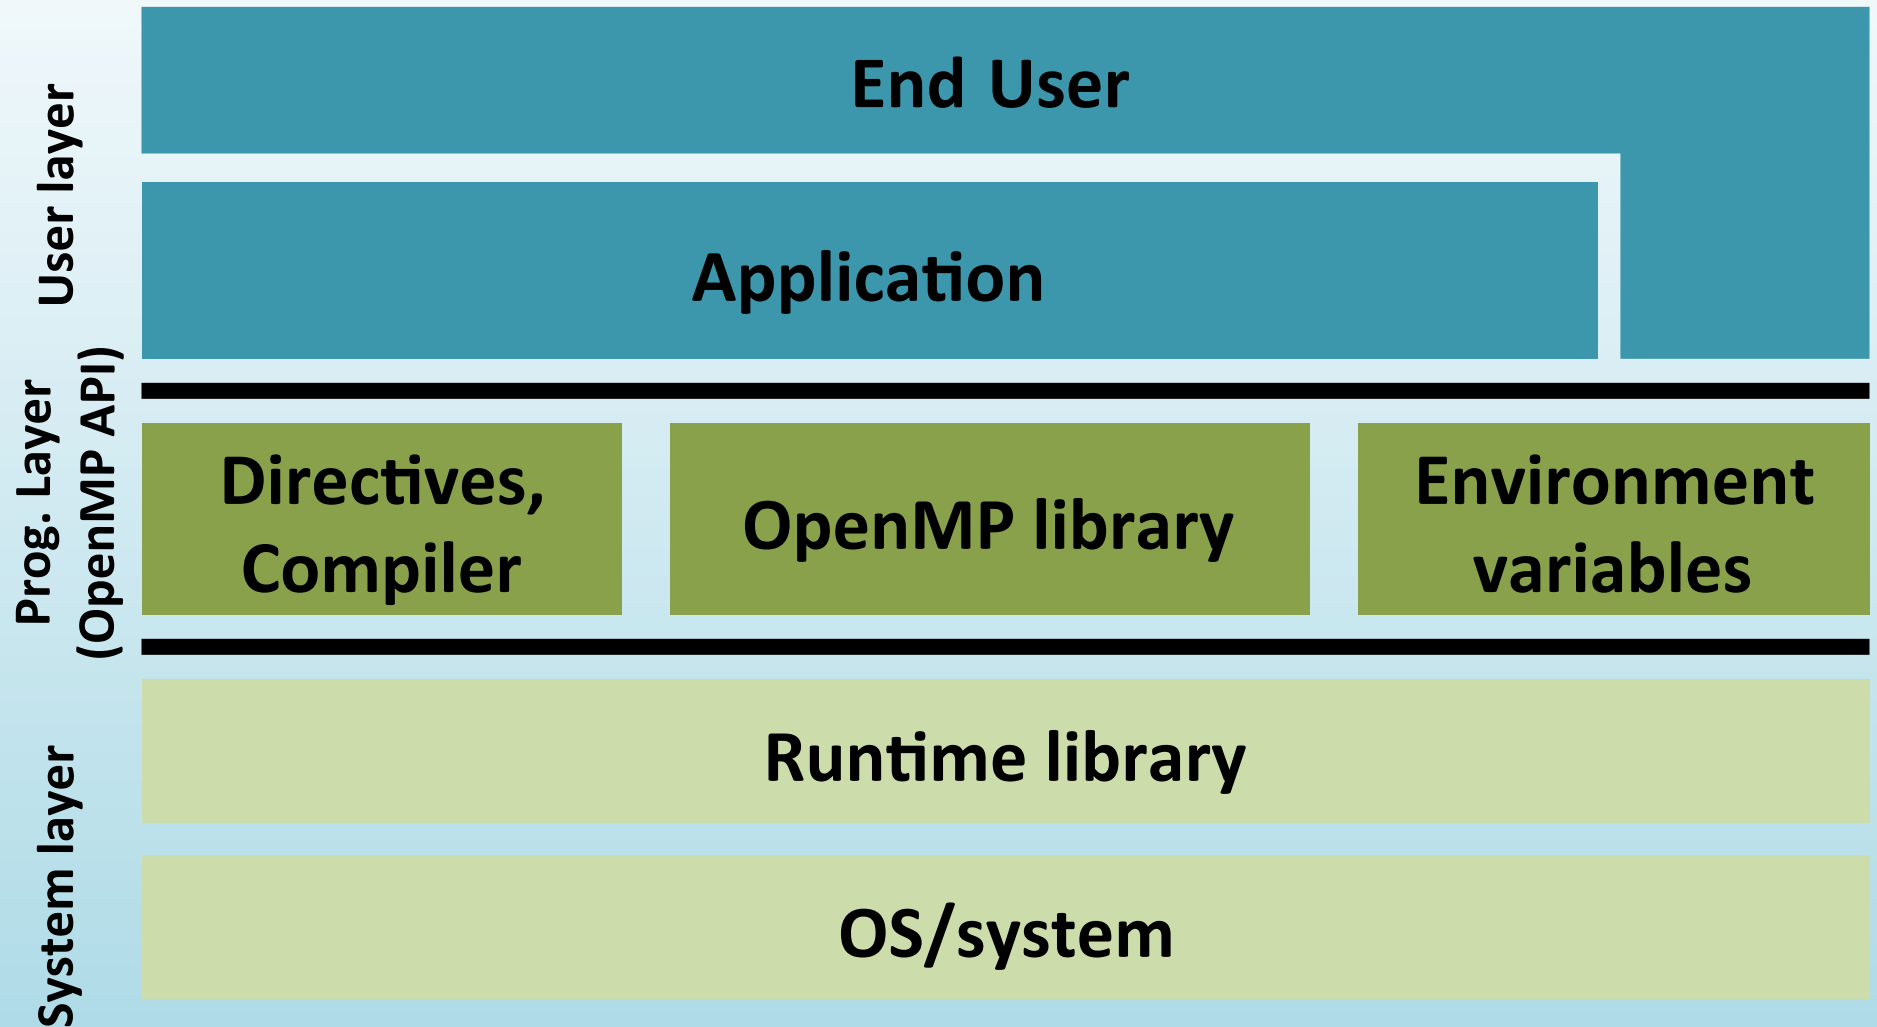 User layer
End User
Application
Prog. Layer
(OpenMP API)
Directives,
Compiler
OpenMP library
Environment
variables
System layer
Runtime library
OS/system